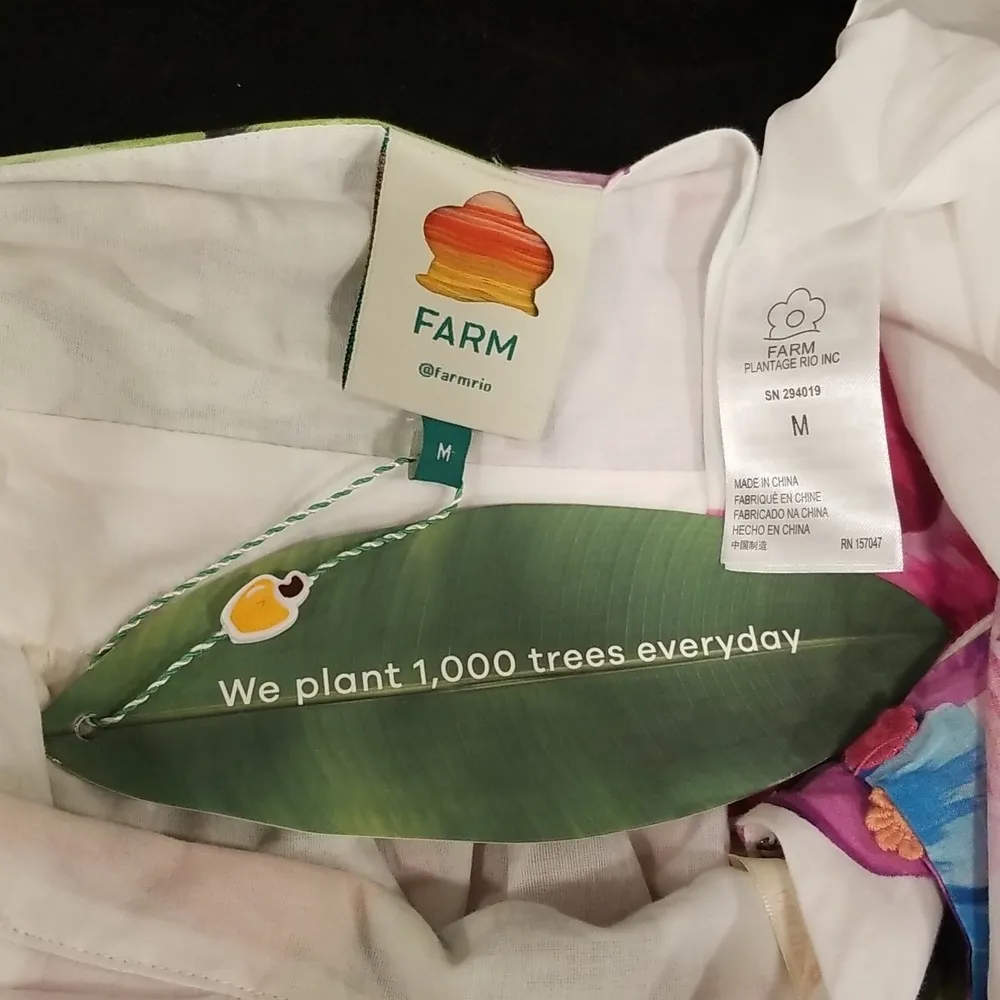 FARM
@farmrio
M
We plant 1,000 trees everyday
FARM
PLANTAGE RIO INC
SN 294019
M
MADE IN CHINA
FABRIQUÉ EN CHINE
FABRICADO NA CHINA
HECHO EN CHINA
中国制造 RN 157047